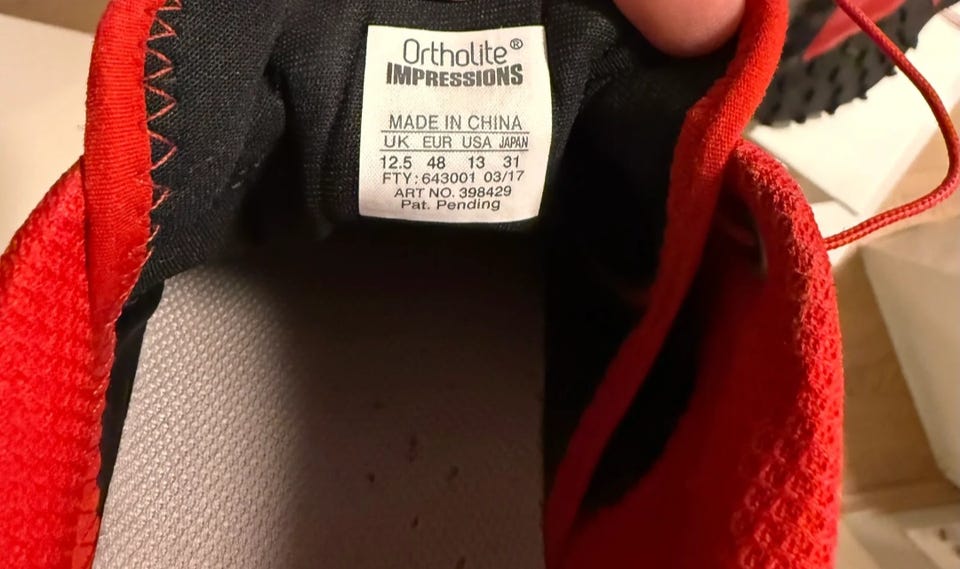 Ortholite®
IMPRESSIONS
MADE IN CHINA
UK EUR USA JAPAN
12.5 48 13 31
FTY: 643001 03/17
ART NO. 398429
Pat. Pending